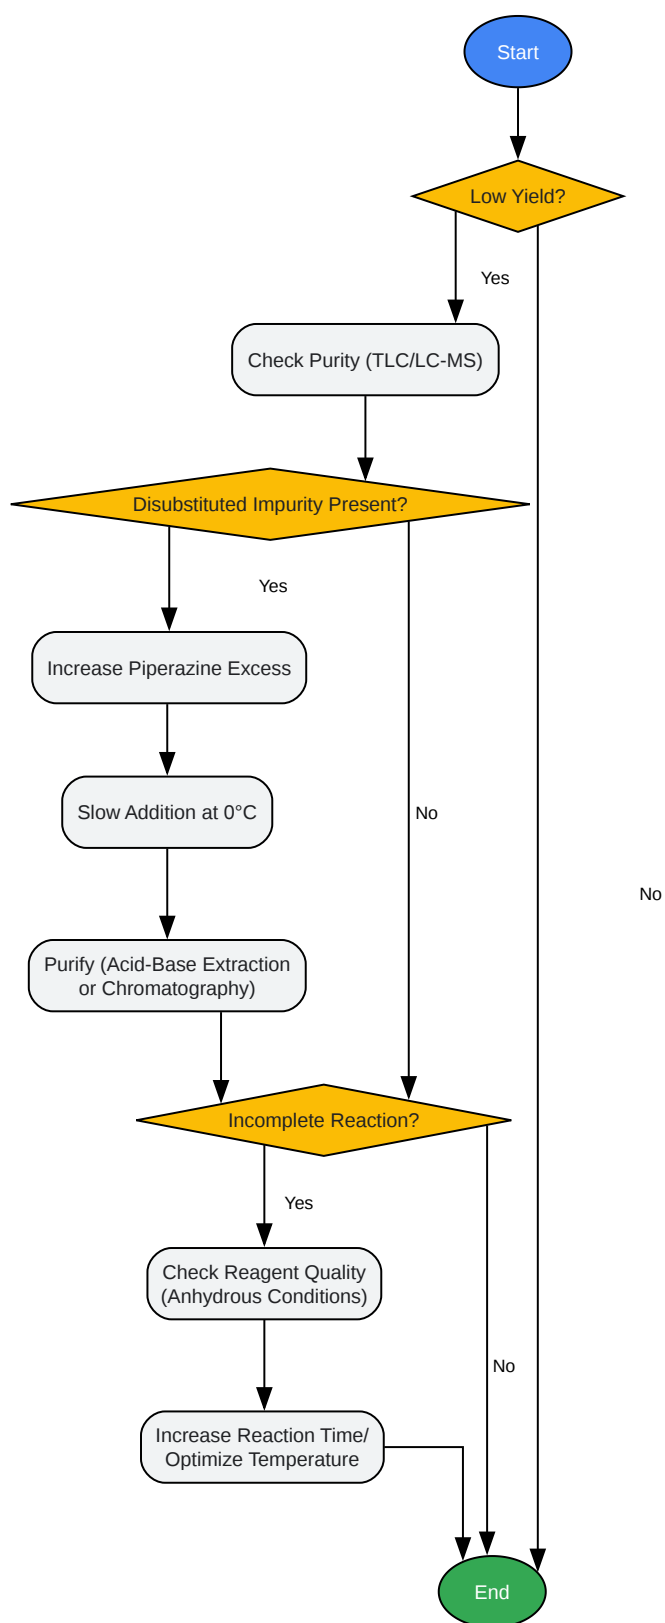 Start
Low Yield?
Yes
Check Purity (TLC/LC-MS)
Disubstituted Impurity Present?
Yes
Increase Piperazine Excess
Slow Addition at 0°C
No
No
Purify (Acid-Base Extraction
or Chromatography)
Incomplete Reaction?
Yes
Check Reagent Quality
(Anhydrous Conditions)
No
Increase Reaction Time/
Optimize Temperature
End